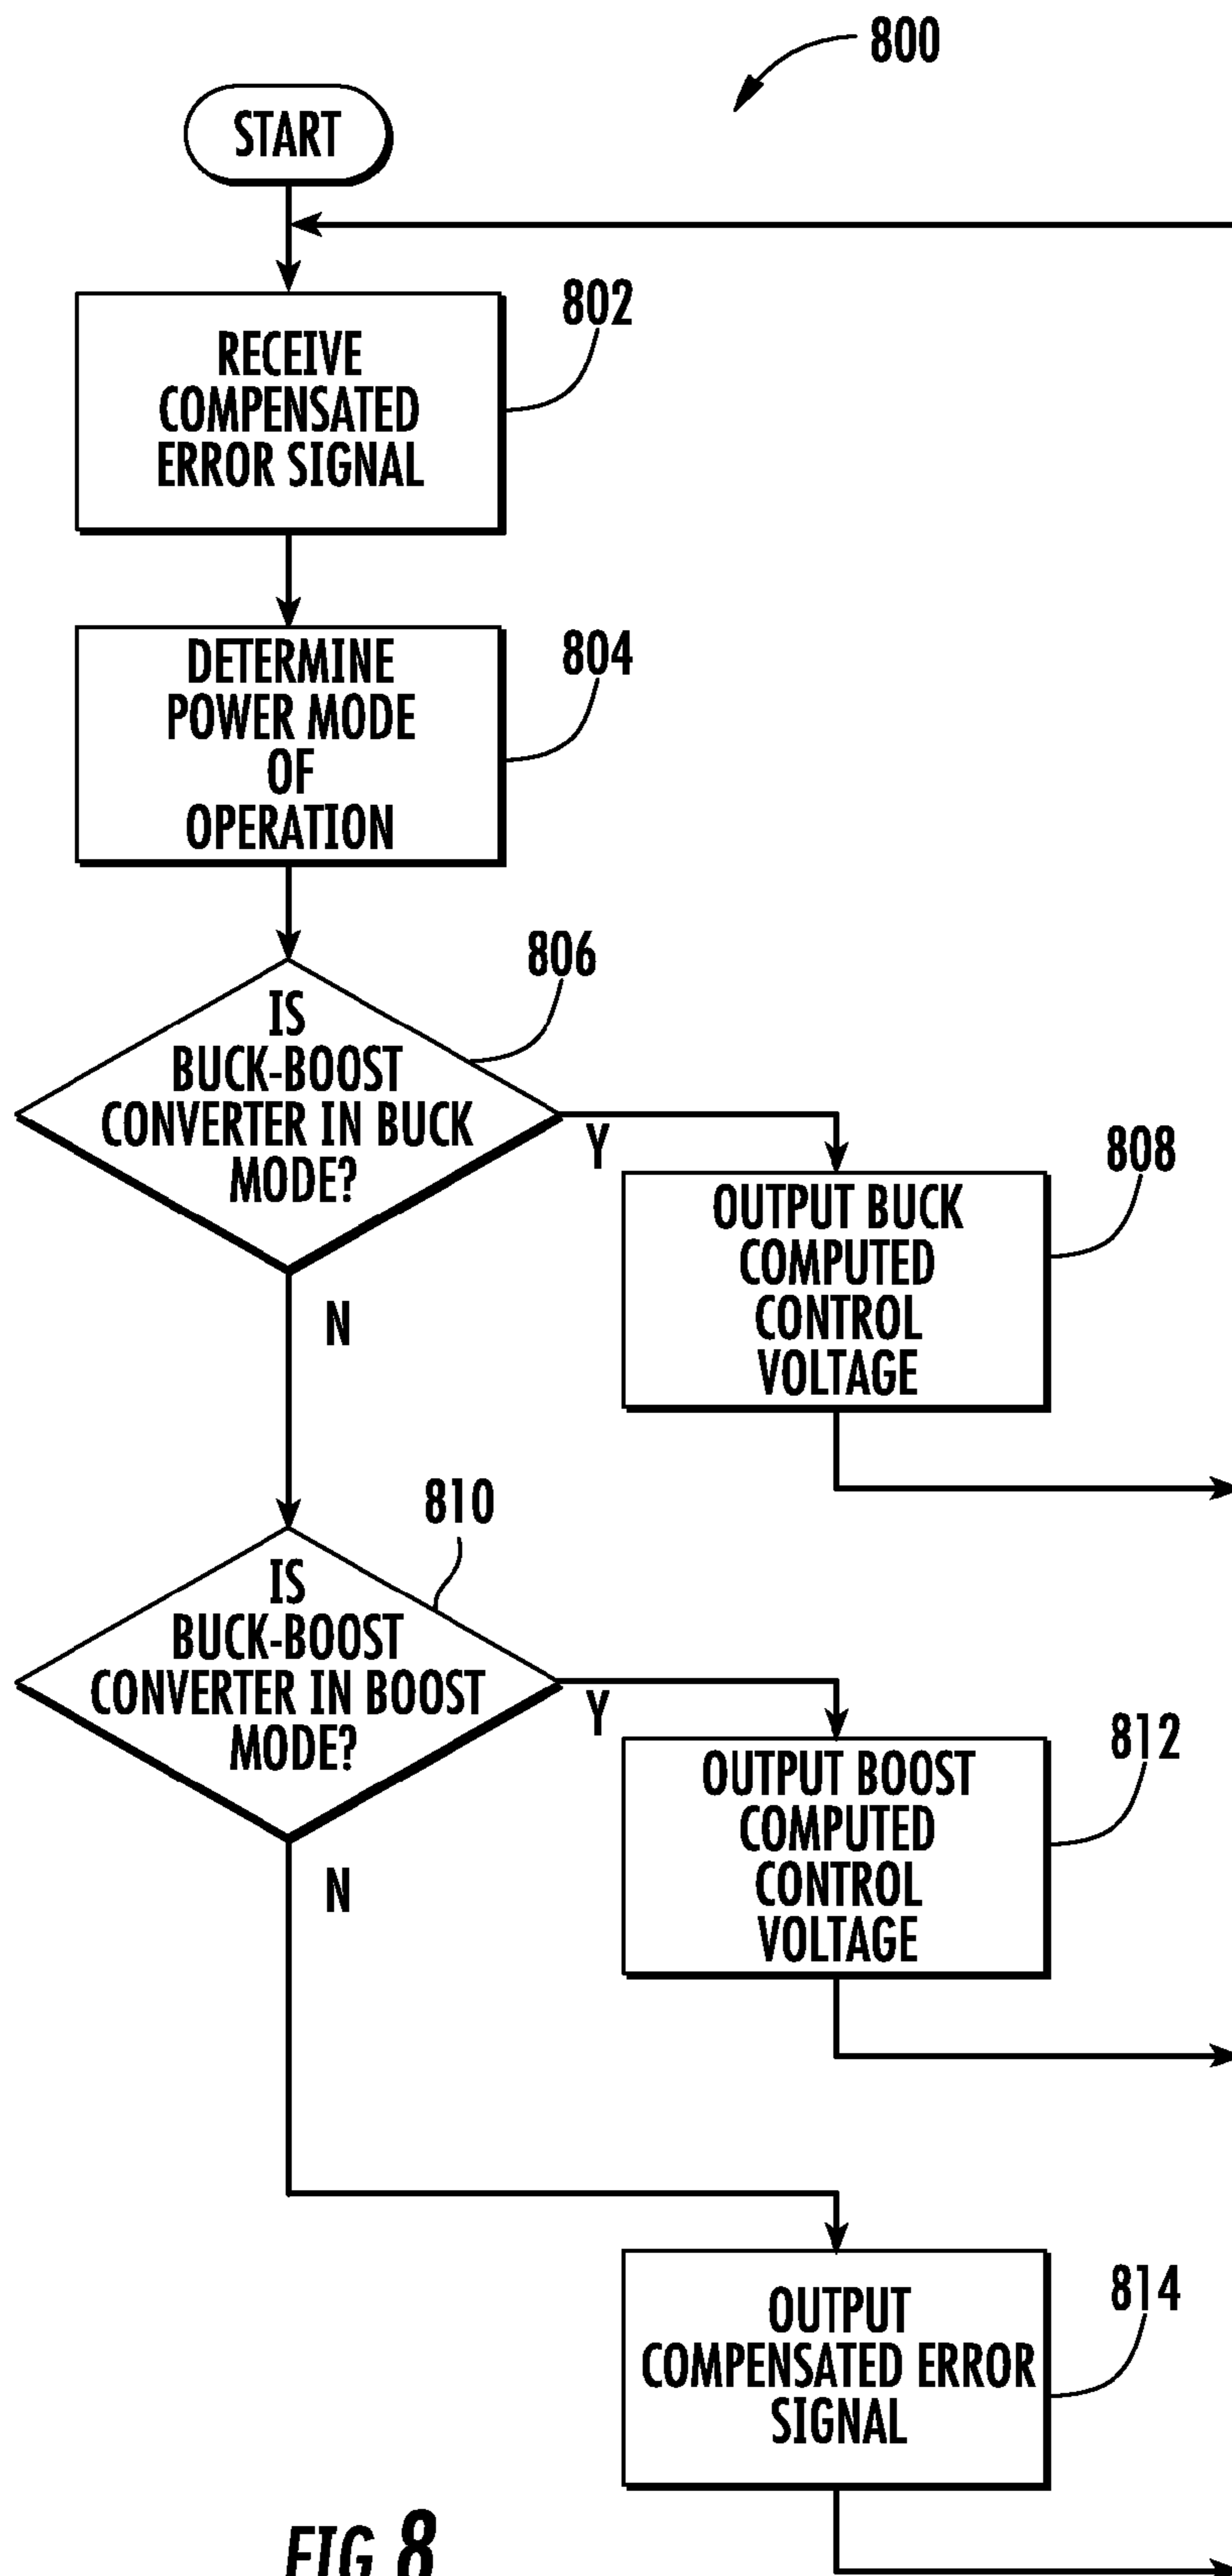 800
START
802
RECEIVE
COMPENSATED
ERROR SIGNAL
804
DETERMINE
POWER MODE
OF
OPERATION
806
IS
BUCK-BOOST
CONVERTER IN BUCK
MODE?
Y
N
808
OUTPUT BUCK
COMPUTED
CONTROL
VOLTAGE
810
IS
BUCK-BOOST
CONVERTER IN BOOST
MODE?
Y
N
812
OUTPUT BOOST
COMPUTED
CONTROL
VOLTAGE
814
OUTPUT
COMPENSATED ERROR
SIGNAL
FIG 8